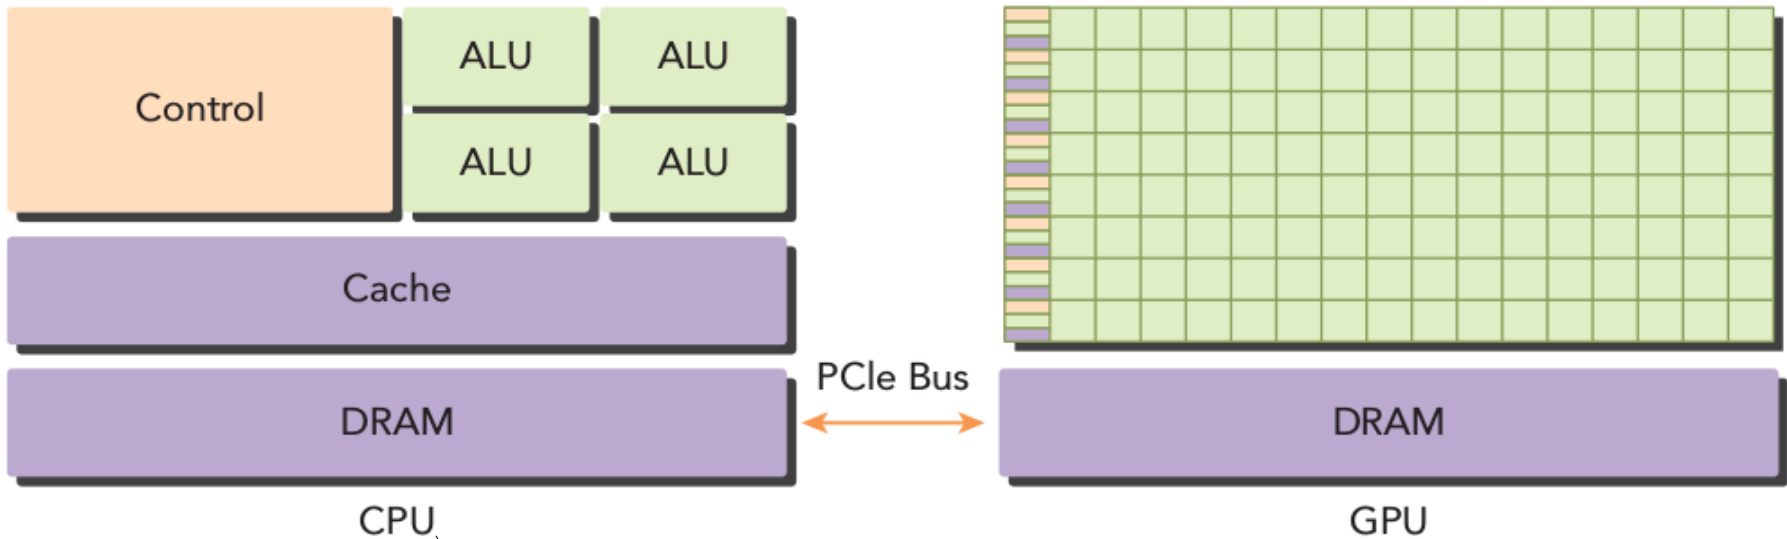 Control
ALU ALU
ALU ALU
Cache
DRAM
CPU
PCIe Bus
DRAM
GPU